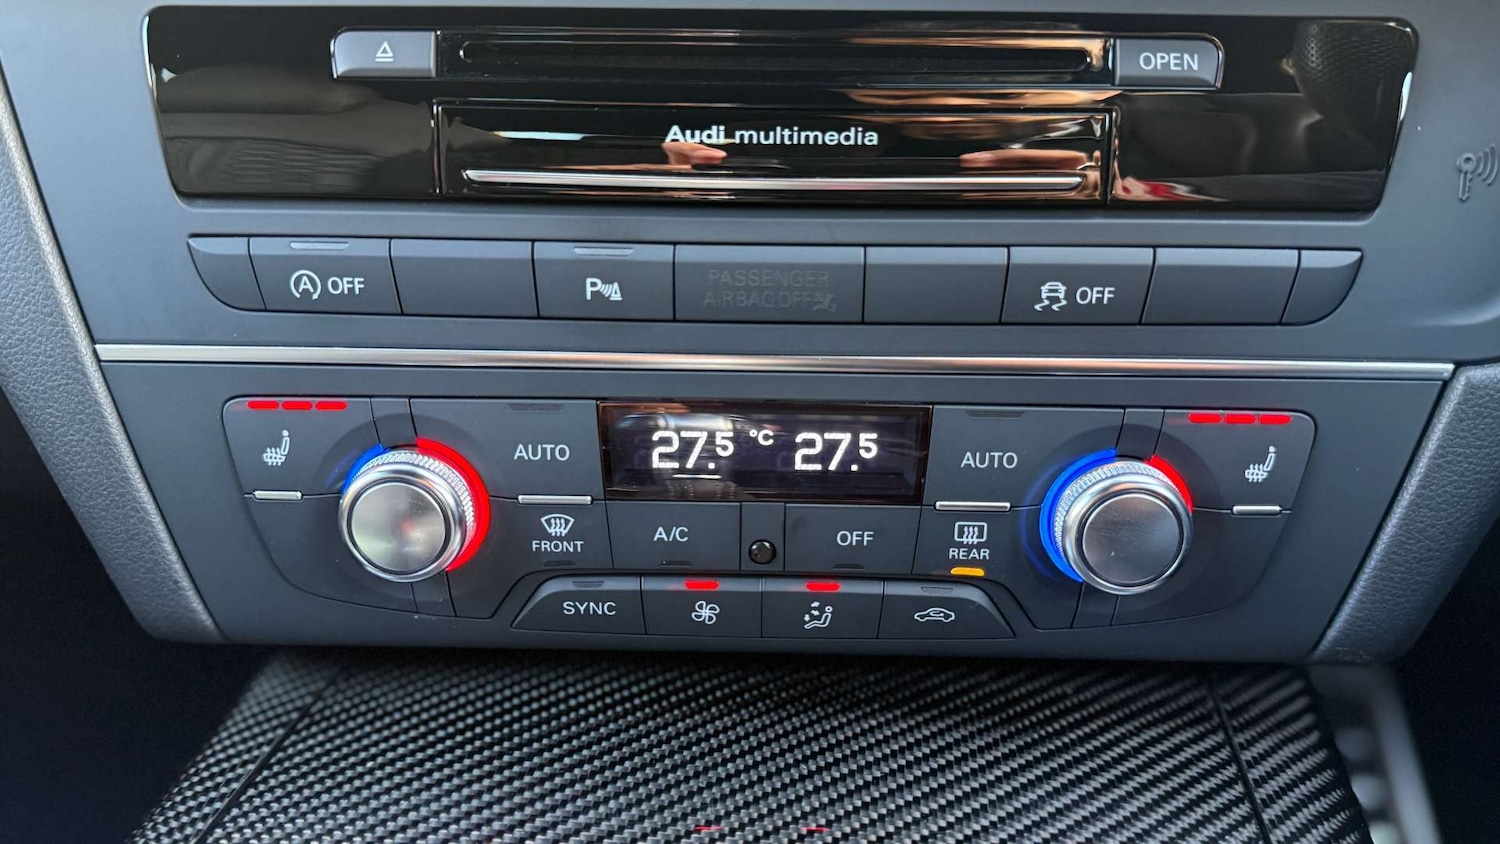 OPEN
Audi multimedia
A OFF
P
PASSENGER
AIRBAG OFF
OFF
AUTO
27.5 °C 27.5
AUTO
FRONT
A/C
OFF
REAR
SYNC